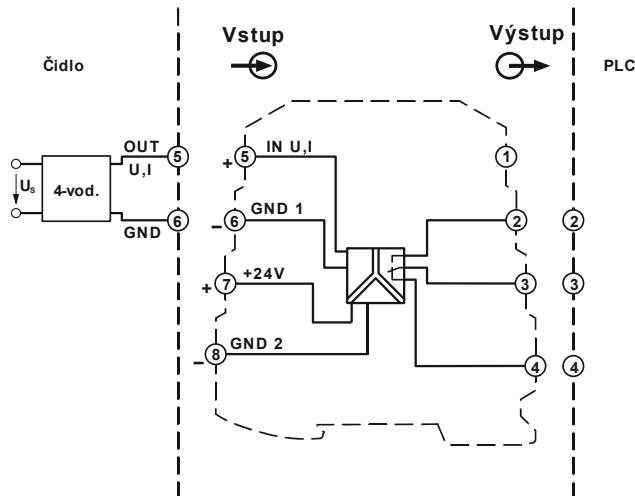 Vstup
Výstup
Čidlo
PLC
OUT
5
U,I
+
5
IN U,I
1
Us
4-vod.
6
GND
–
6
GND 1
2
2
+
7
+24V
3
3
–
8
GND 2
4
4